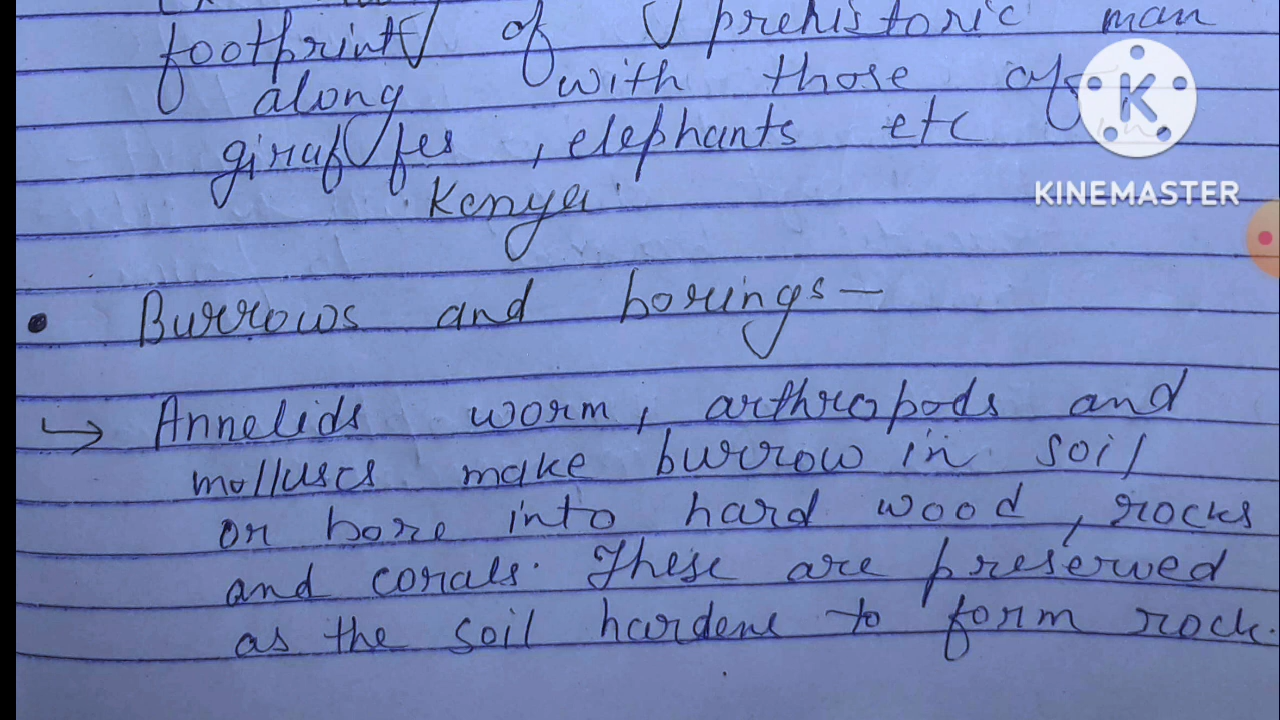 footprints of prehistoric man
along with those of
giraffes, elephants etc
Kenya.
KINEMASTER
• Burrows and borings —
↳ Annelids worm, arthropods and
molluscs make burrow in soil
or bore into hard wood, rocks
and corals. These are preserved
as the soil hardens to form rock.